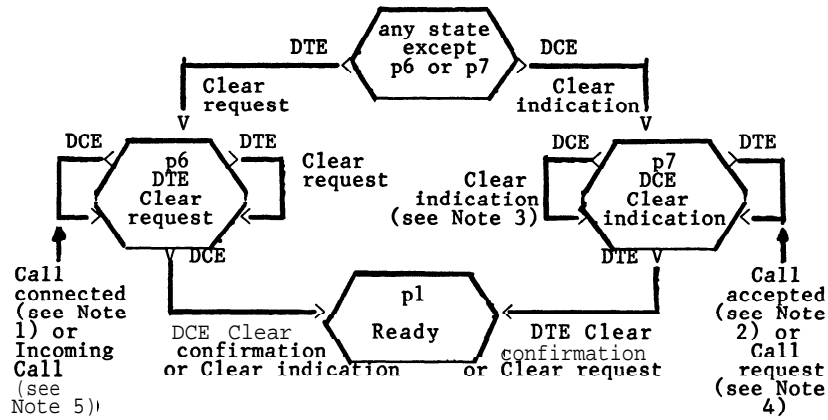 any state
except
p6 or p7
DTE
DCE
Clear
request
Clear
indication
V
V
DCE
DTE
DCE
DTE
p6
DTE
Clear
request
Clear
request
Clear
indication
(see Note 3)
p7
DCE
Clear
indication
V DCE
DTE V
Call
connected
(see Note
1) or
Incoming
Call
(see
Note 5)
p1
Ready
DCE Clear
confirmation
or Clear indication
DTE Clear
confirmation
or Clear request
Call
accepted
(see Note
2) or
Call
request
(see Note
4)